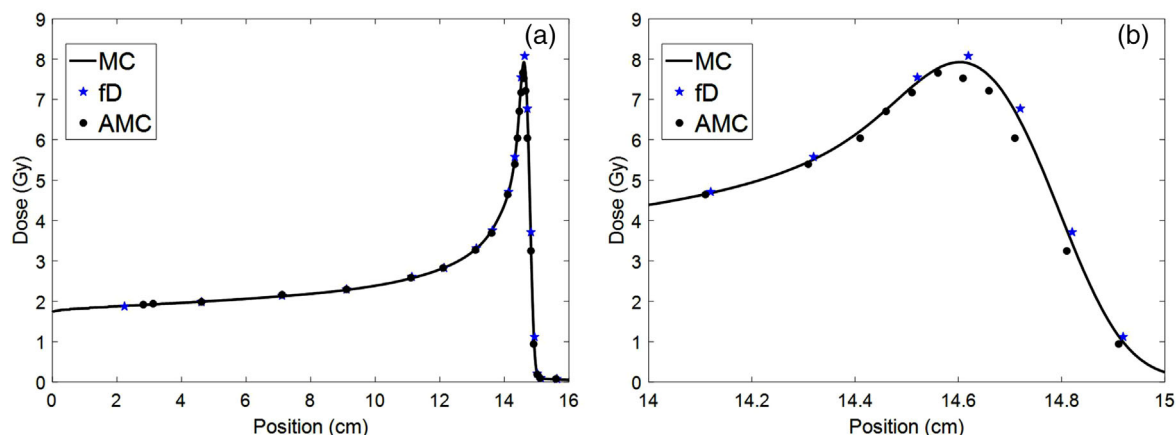 (a)
MC
fD
AMC
Dose (Gy)
9
8
7
6
5
4
3
2
1
0
0 2 4 6 8 10 12 14 16
Position (cm)
(b)
MC
fD
AMC
Dose (Gy)
9
8
7
6
5
4
3
2
1
0
14 14.2 14.4 14.6 14.8 15
Position (cm)